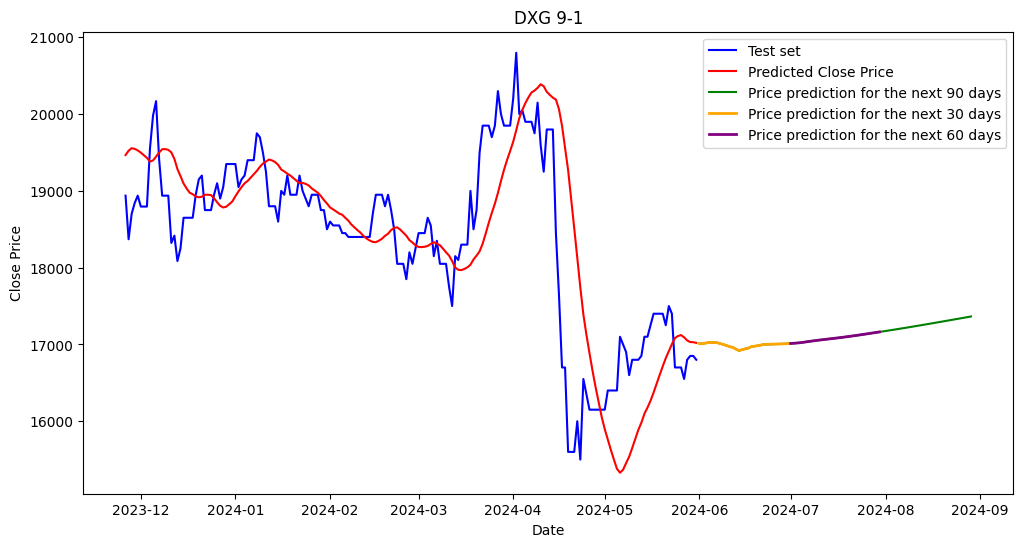 DXG 9-1
21000
20000
19000
18000
17000
16000
Close Price
Test set
Predicted Close Price
Price prediction for the next 90 days
Price prediction for the next 30 days
Price prediction for the next 60 days
2023-12 2024-01 2024-02 2024-03 2024-04 2024-05 2024-06 2024-07 2024-08 2024-09
Date